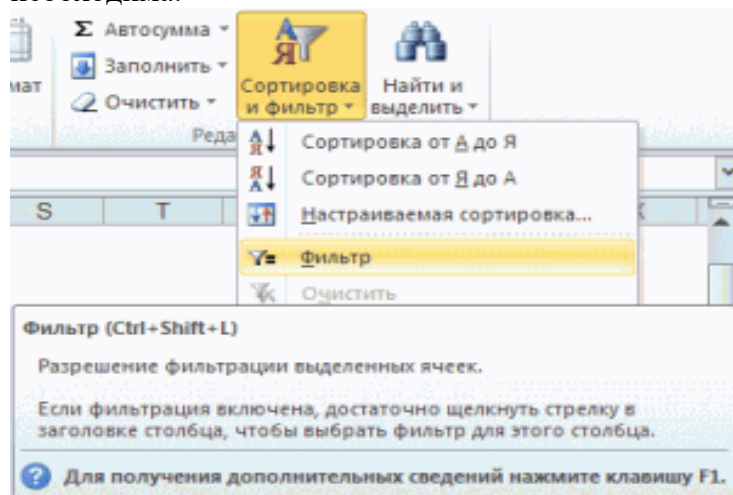 Σ Автосумма
Заполнить
Очистить
мат
Сортировка и фильтр
Найти и выделить
Реда
Сортировка от А до Я
Сортировка от Я до А
Настраиваемая сортировка...
S T
Фильтр
Очистить
Фильтр (Ctrl+Shift+L)
Разрешение фильтрации выделенных ячеек.
Если фильтрация включена, достаточно щелкнуть стрелку в
заголовке столбца, чтобы выбрать фильтр для этого столбца.
Для получения дополнительных сведений нажмите клавишу F1.